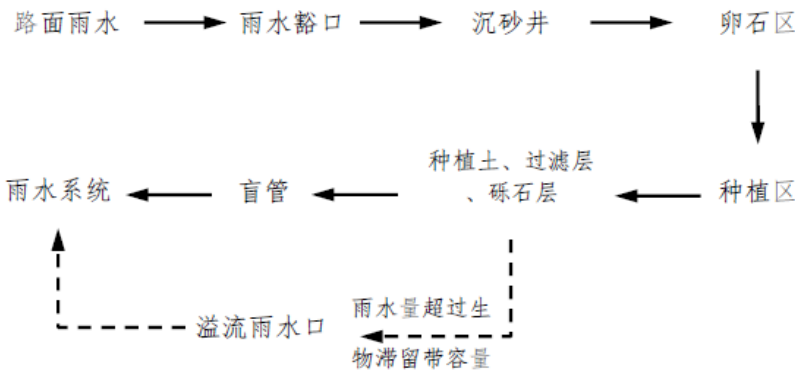 路面雨水
雨水豁口
沉砂井
卵石区
种植土、过滤层
、砾石层
种植区
盲管
雨水系统
雨水量超过生
物滞留带容量
溢流雨水口